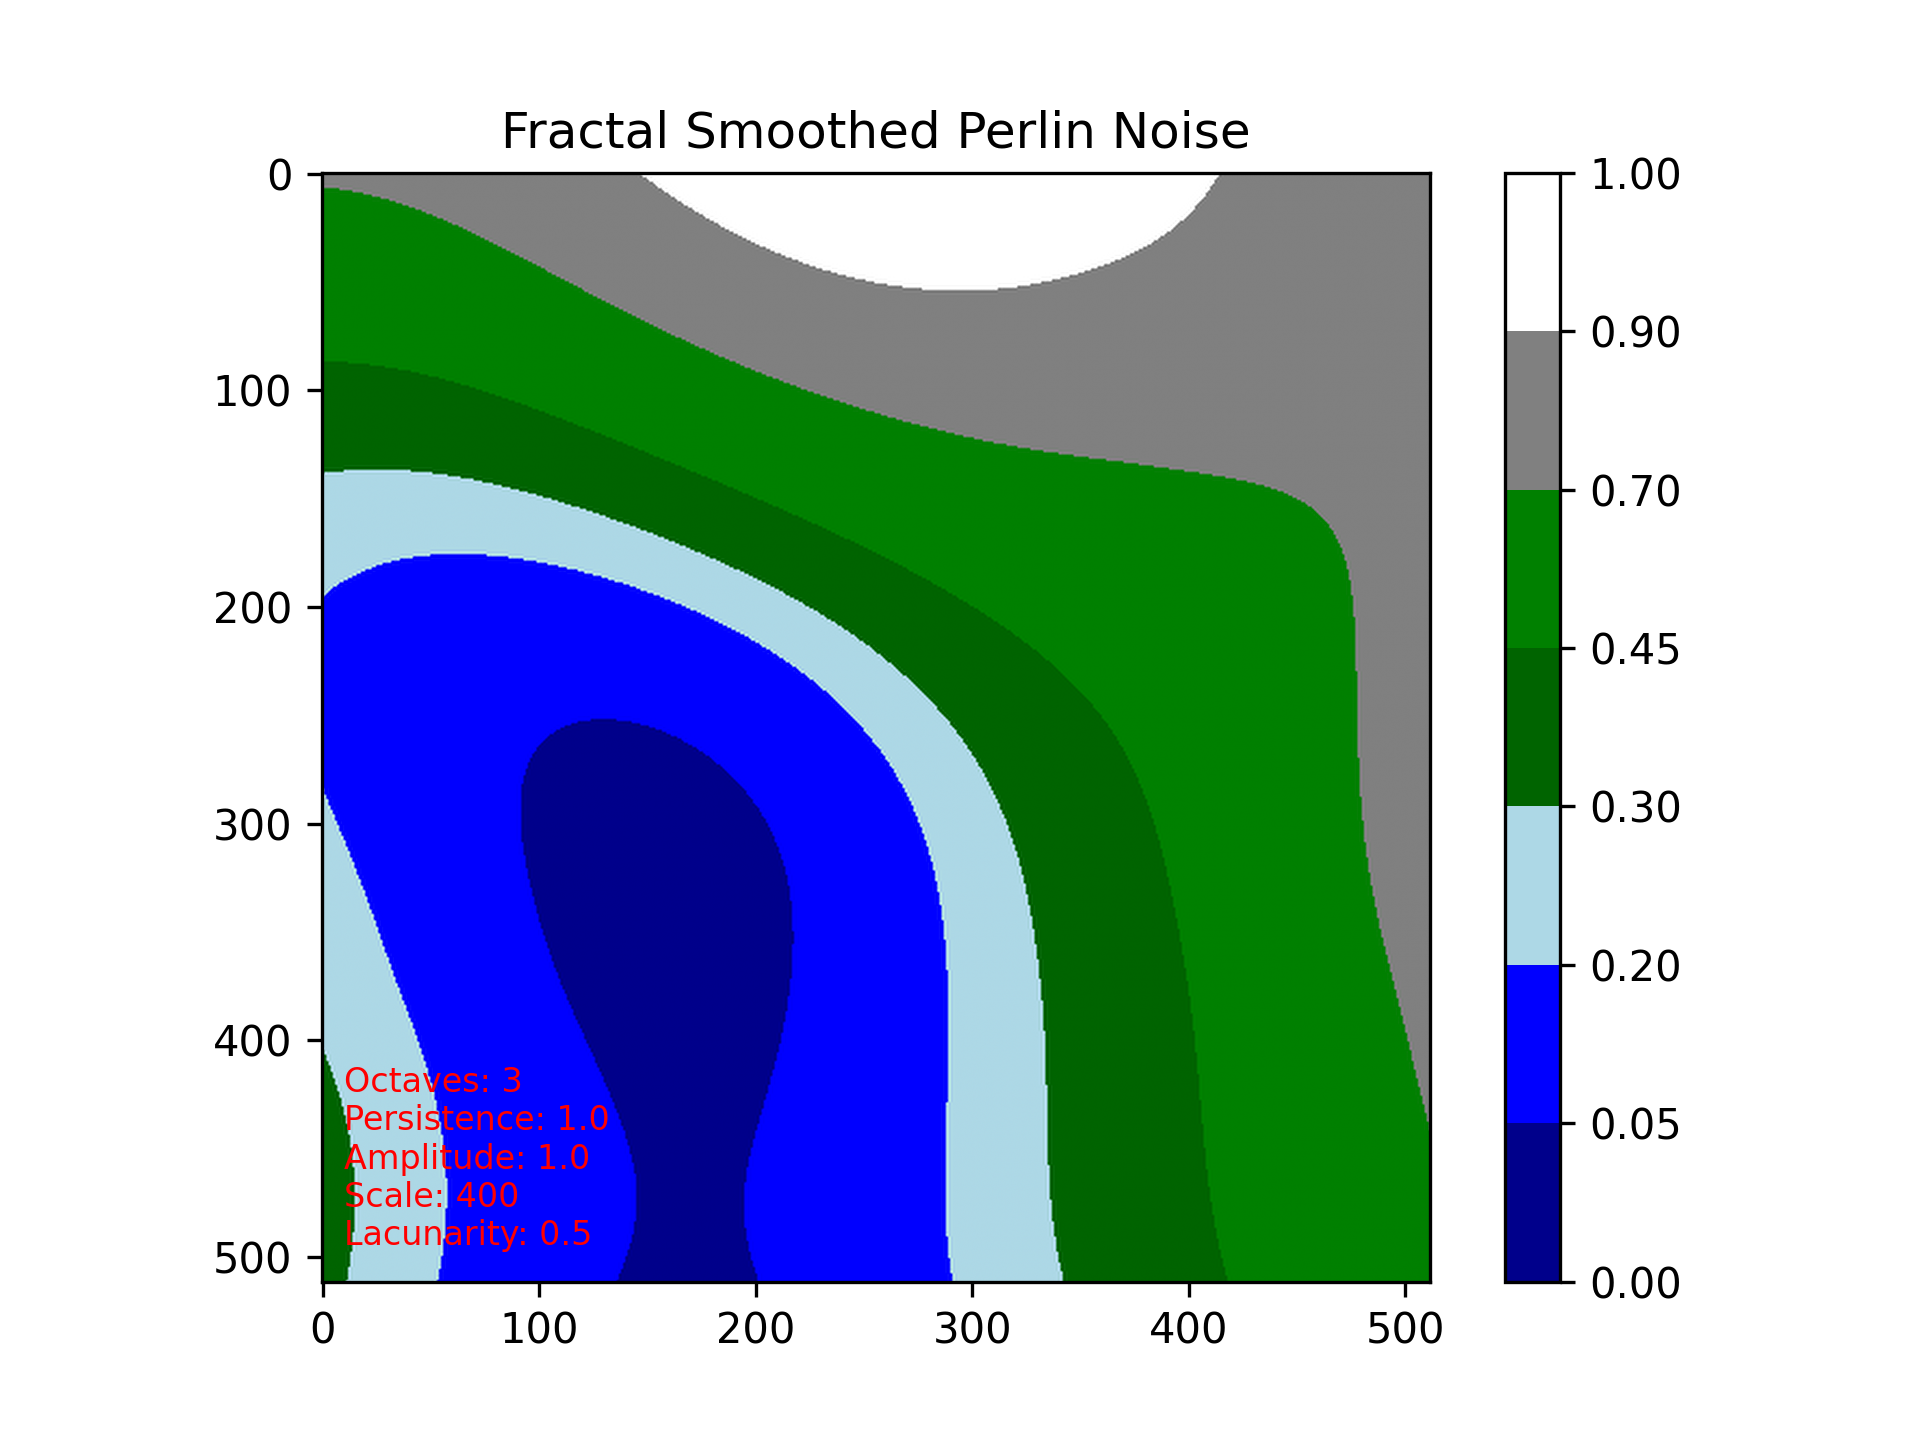 Fractal Smoothed Perlin Noise
0
100
200
300
400
500
Octaves: 3
Persistence: 1.0
Amplitude: 1.0
Scale: 400
Lacunarity: 0.5
0 100 200 300 400 500
1.00
0.90
0.70
0.45
0.30
0.20
0.05
0.00